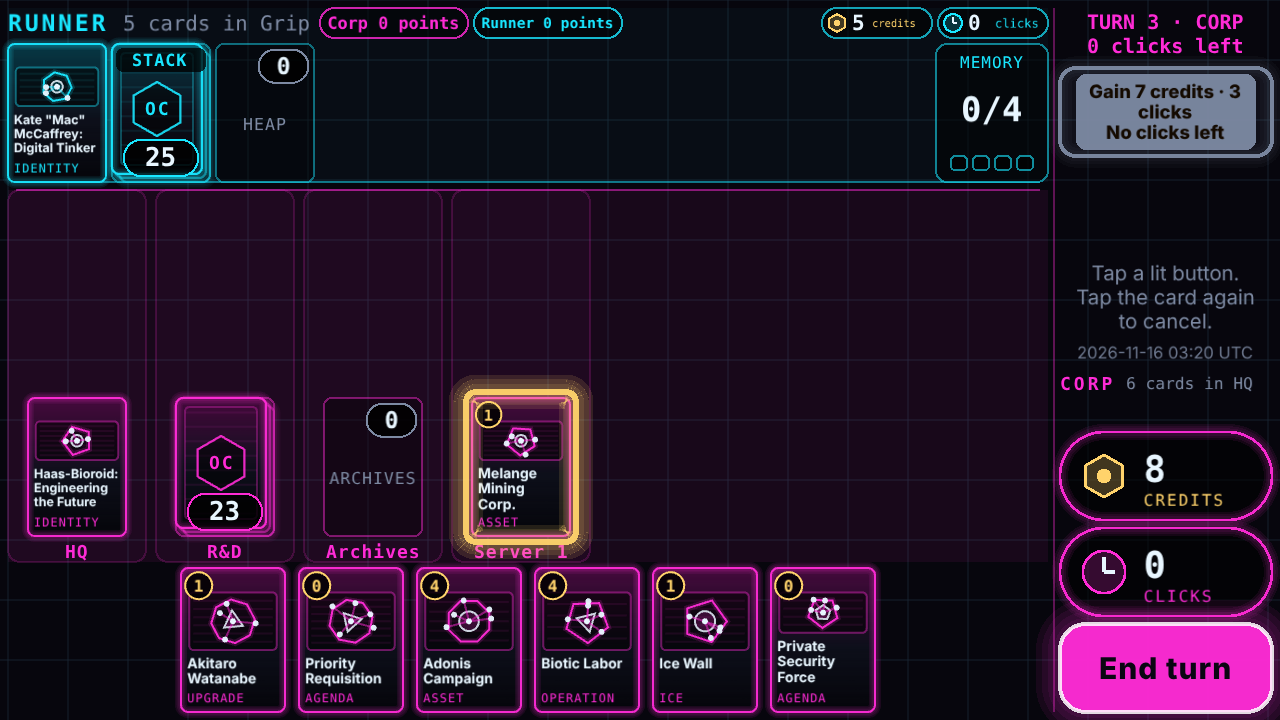 RUNNER 5 cards in Grip Corp 0 points Runner 0 points 5 credits 0 clicks
Kate "Mac"
McCaffrey:
Digital Tinker
IDENTITY
STACK
OC
25
0
HEAP
MEMORY
0/4
TURN 3 · CORP
0 clicks left
Gain 7 credits · 3
clicks
No clicks left
Tap a lit button.
Tap the card again
to cancel.
2026-11-16 03:20 UTC
CORP 6 cards in HQ
8
CREDITS
0
CLICKS
End turn
Haas-Bioroid:
Engineering
the Future
IDENTITY
HQ
OC
23
R&D
0
ARCHIVES
Archives
1
Melange
Mining
Corp.
ASSET
Server 1
1
Akitaro
Watanabe
UPGRADE
0
Priority
Requisition
AGENDA
4
Adonis
Campaign
ASSET
4
Biotic Labor
OPERATION
1
Ice Wall
ICE
0
Private
Security
Force
AGENDA